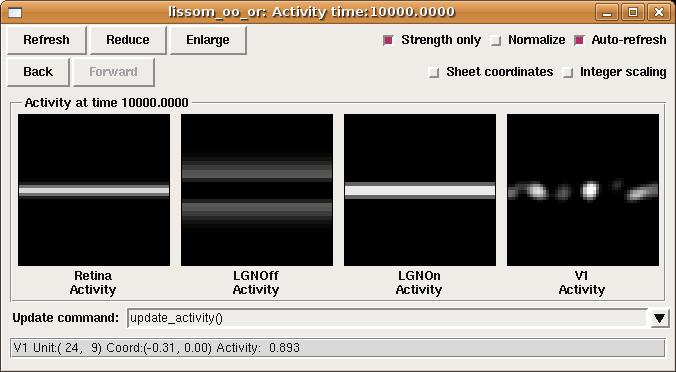 lissom_oo_or: Activity time:10000.0000
Refresh Reduce Enlarge Strength only Normalize Auto-refresh
Back Forward Sheet coordinates Integer scaling
Activity at time 10000.0000
Retina LGNOff LGNOn V1
Activity Activity Activity Activity
Update command: update_activity()
V1 Unit:( 24, 9) Coord:(-0.31, 0.00) Activity: 0.893